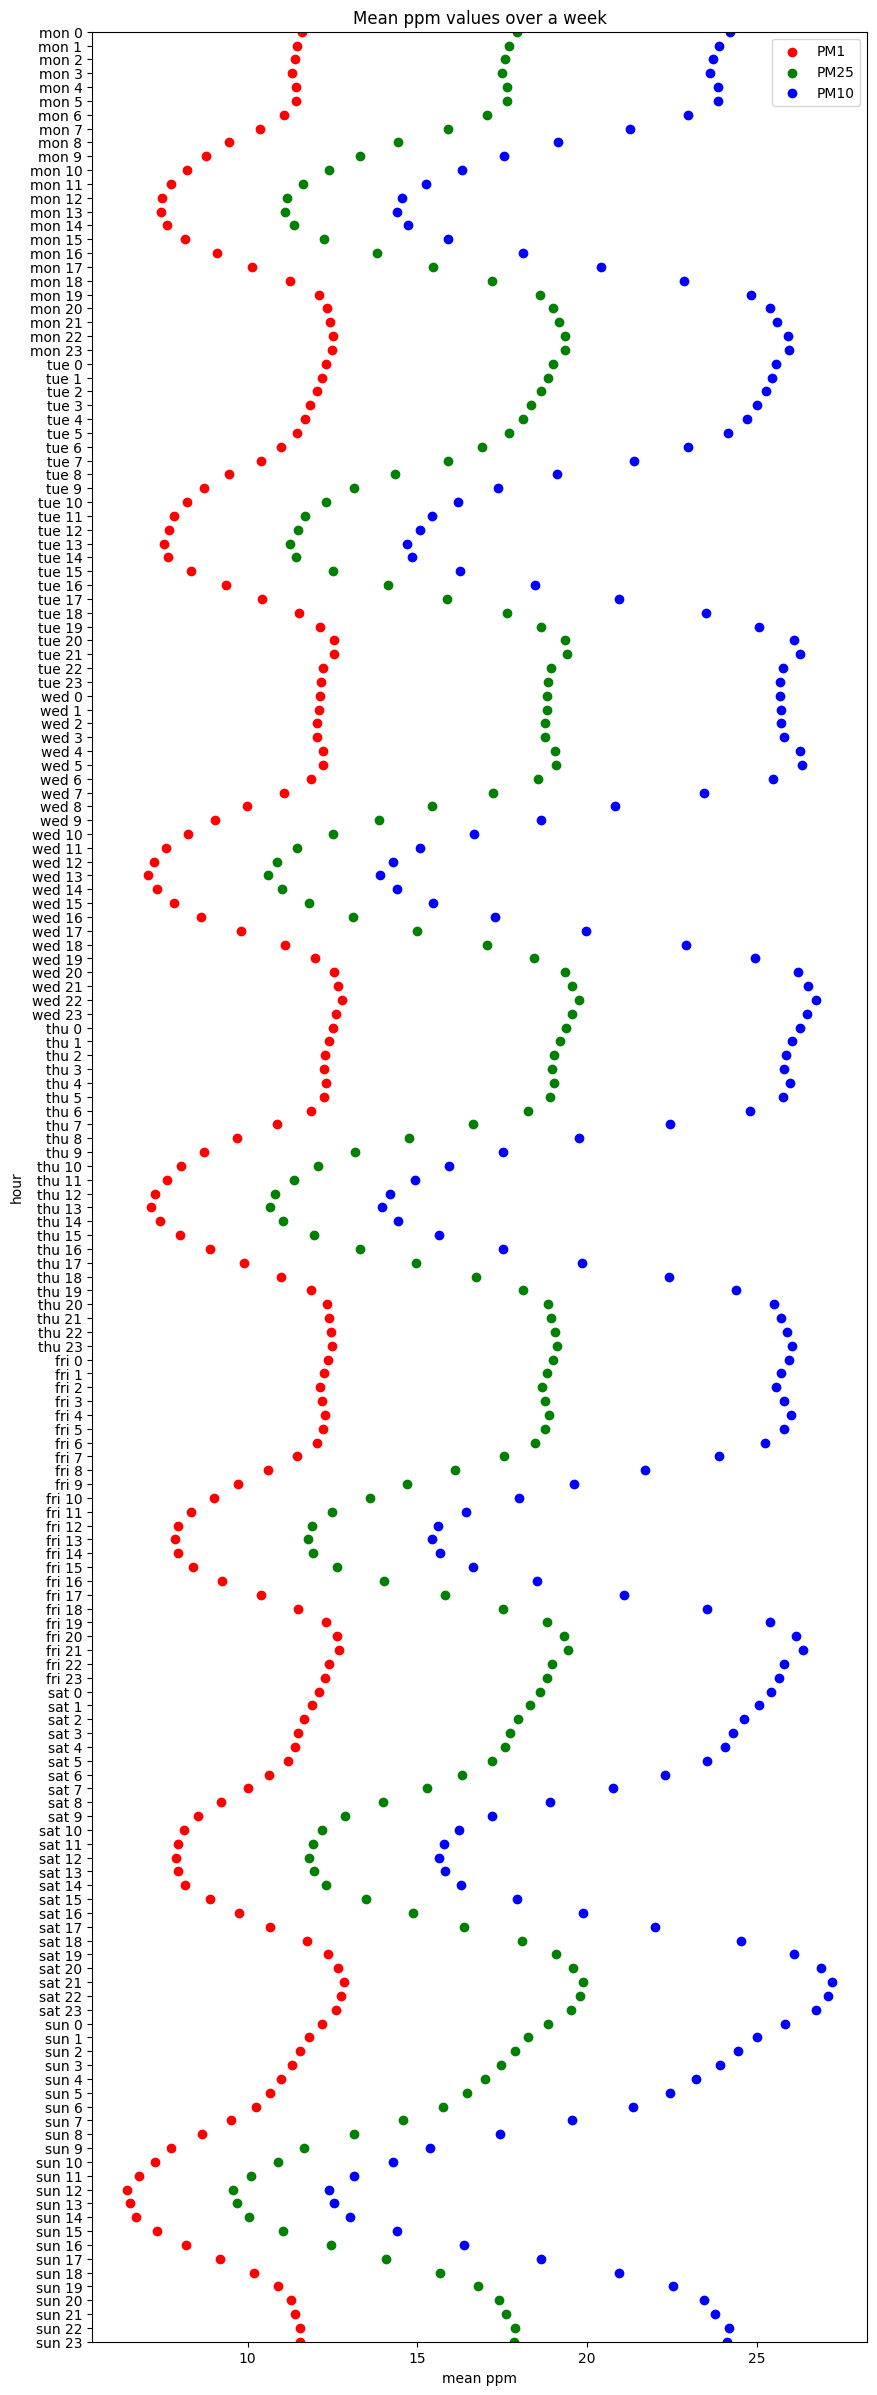 Mean ppm values over a week
PM1
PM25
PM10
mon 0
mon 1
mon 2
mon 3
mon 4
mon 5
mon 6
mon 7
mon 8
mon 9
mon 10
mon 11
mon 12
mon 13
mon 14
mon 15
mon 16
mon 17
mon 18
mon 19
mon 20
mon 21
mon 22
mon 23
tue 0
tue 1
tue 2
tue 3
tue 4
tue 5
tue 6
tue 7
tue 8
tue 9
tue 10
tue 11
tue 12
tue 13
tue 14
tue 15
tue 16
tue 17
tue 18
tue 19
tue 20
tue 21
tue 22
tue 23
wed 0
wed 1
wed 2
wed 3
wed 4
wed 5
wed 6
wed 7
wed 8
wed 9
wed 10
wed 11
wed 12
wed 13
wed 14
wed 15
wed 16
wed 17
wed 18
wed 19
wed 20
wed 21
wed 22
wed 23
thu 0
thu 1
thu 2
thu 3
thu 4
thu 5
thu 6
thu 7
thu 8
thu 9
thu 10
thu 11
thu 12
thu 13
thu 14
thu 15
thu 16
thu 17
thu 18
thu 19
thu 20
thu 21
thu 22
thu 23
fri 0
fri 1
fri 2
fri 3
fri 4
fri 5
fri 6
fri 7
fri 8
fri 9
fri 10
fri 11
fri 12
fri 13
fri 14
fri 15
fri 16
fri 17
fri 18
fri 19
fri 20
fri 21
fri 22
fri 23
sat 0
sat 1
sat 2
sat 3
sat 4
sat 5
sat 6
sat 7
sat 8
sat 9
sat 10
sat 11
sat 12
sat 13
sat 14
sat 15
sat 16
sat 17
sat 18
sat 19
sat 20
sat 21
sat 22
sat 23
sun 0
sun 1
sun 2
sun 3
sun 4
sun 5
sun 6
sun 7
sun 8
sun 9
sun 10
sun 11
sun 12
sun 13
sun 14
sun 15
sun 16
sun 17
sun 18
sun 19
sun 20
sun 21
sun 22
sun 23
hour
10 15 20 25
mean ppm